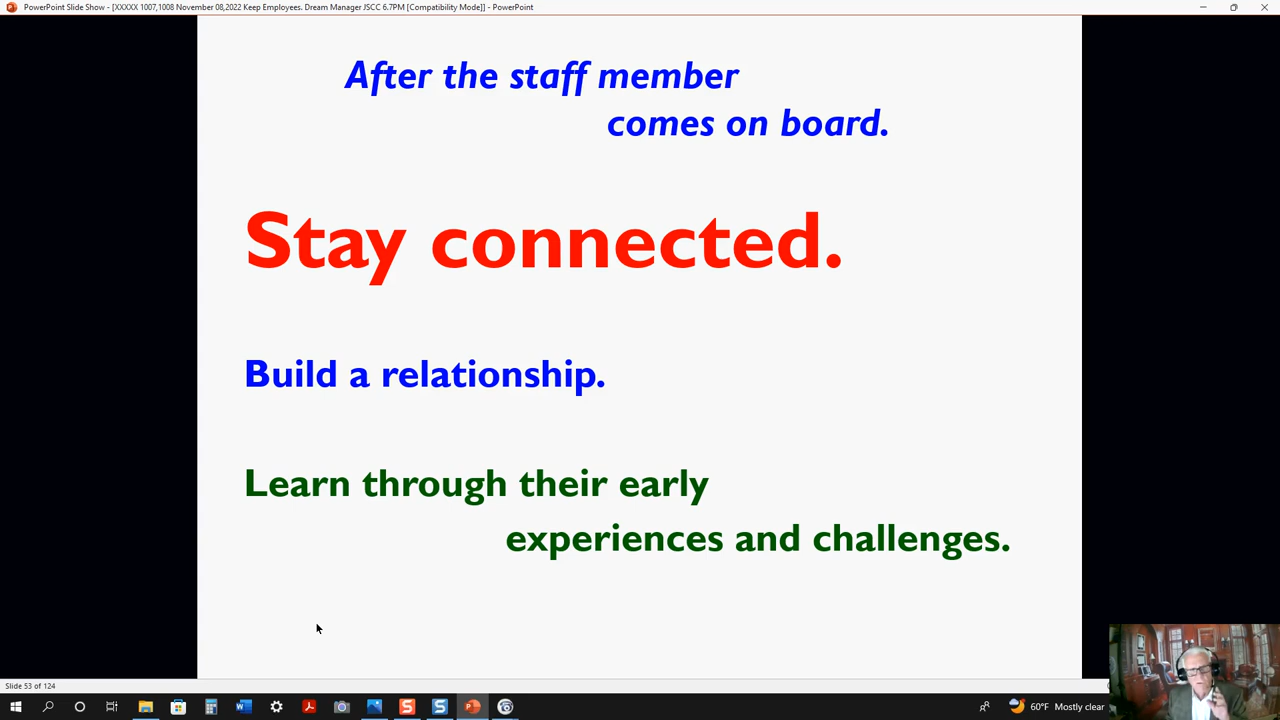 PowerPoint Slide Show - [XXXXX 1007,1008 November 08,2022 Keep Employees. Dream Manager JSCC 6.7PM [Compatibility Mode]] - PowerPoint
After the staff member
comes on board.
Stay connected.
Build a relationship.
Learn through their early
experiences and challenges.
Slide 53 of 124
60°F Mostly clear